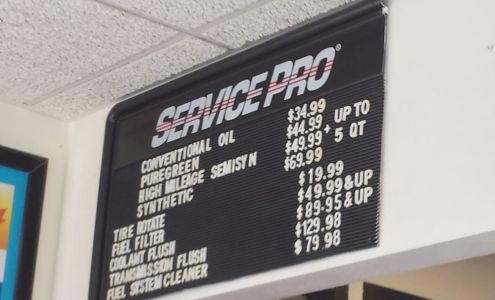 SERVICE PRO®
CONVENTIONAL OIL $34.99
PUREGREEN $44.99 UP TO
HIGH MILEAGE SEMISYN $49.99 + 5 QT
SYNTHETIC $69.99
TIRE ROTATE $19.99
FUEL FILTER $49.99 & UP
COOLANT FLUSH $89.95 & UP
TRANSMISSION FLUSH $129.98
FUEL SYSTEM CLEANER $79.98